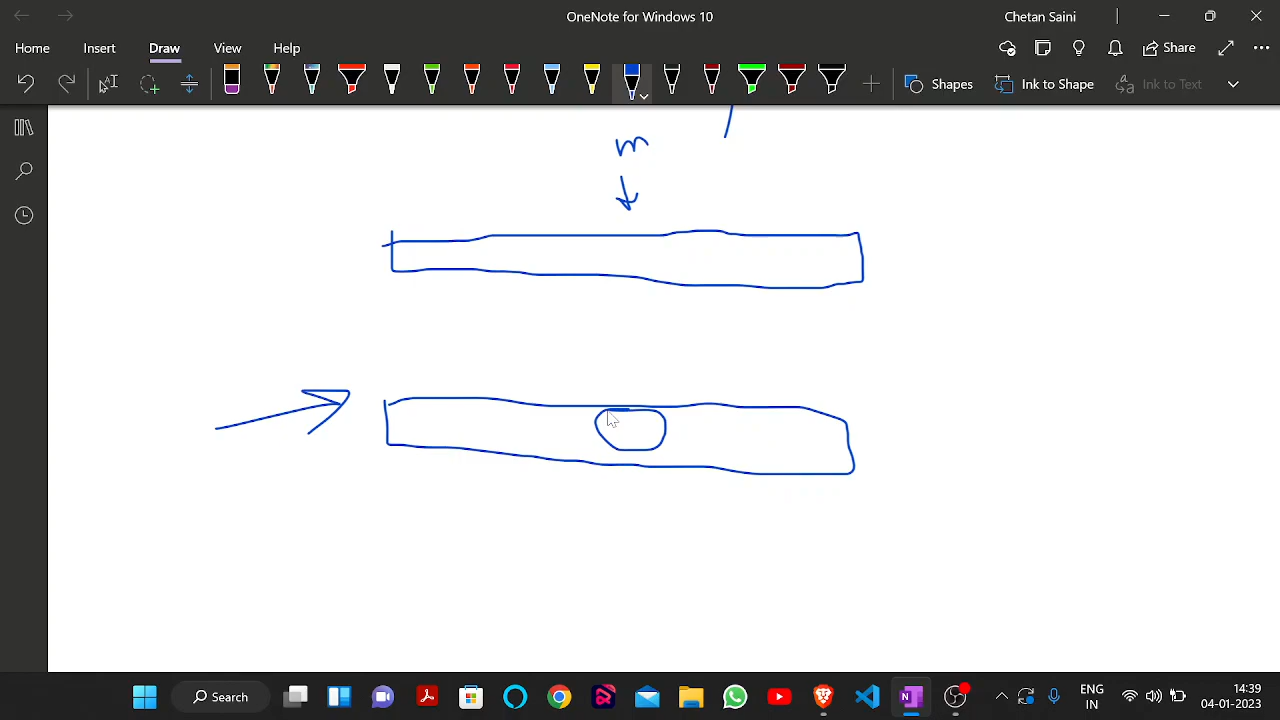 OneNote for Windows 10
Chetan Saini
Home Insert Draw View Help
Share
Shapes
Ink to Shape
Ink to Text
m
Search
ENG
IN
14:39
04-01-2023